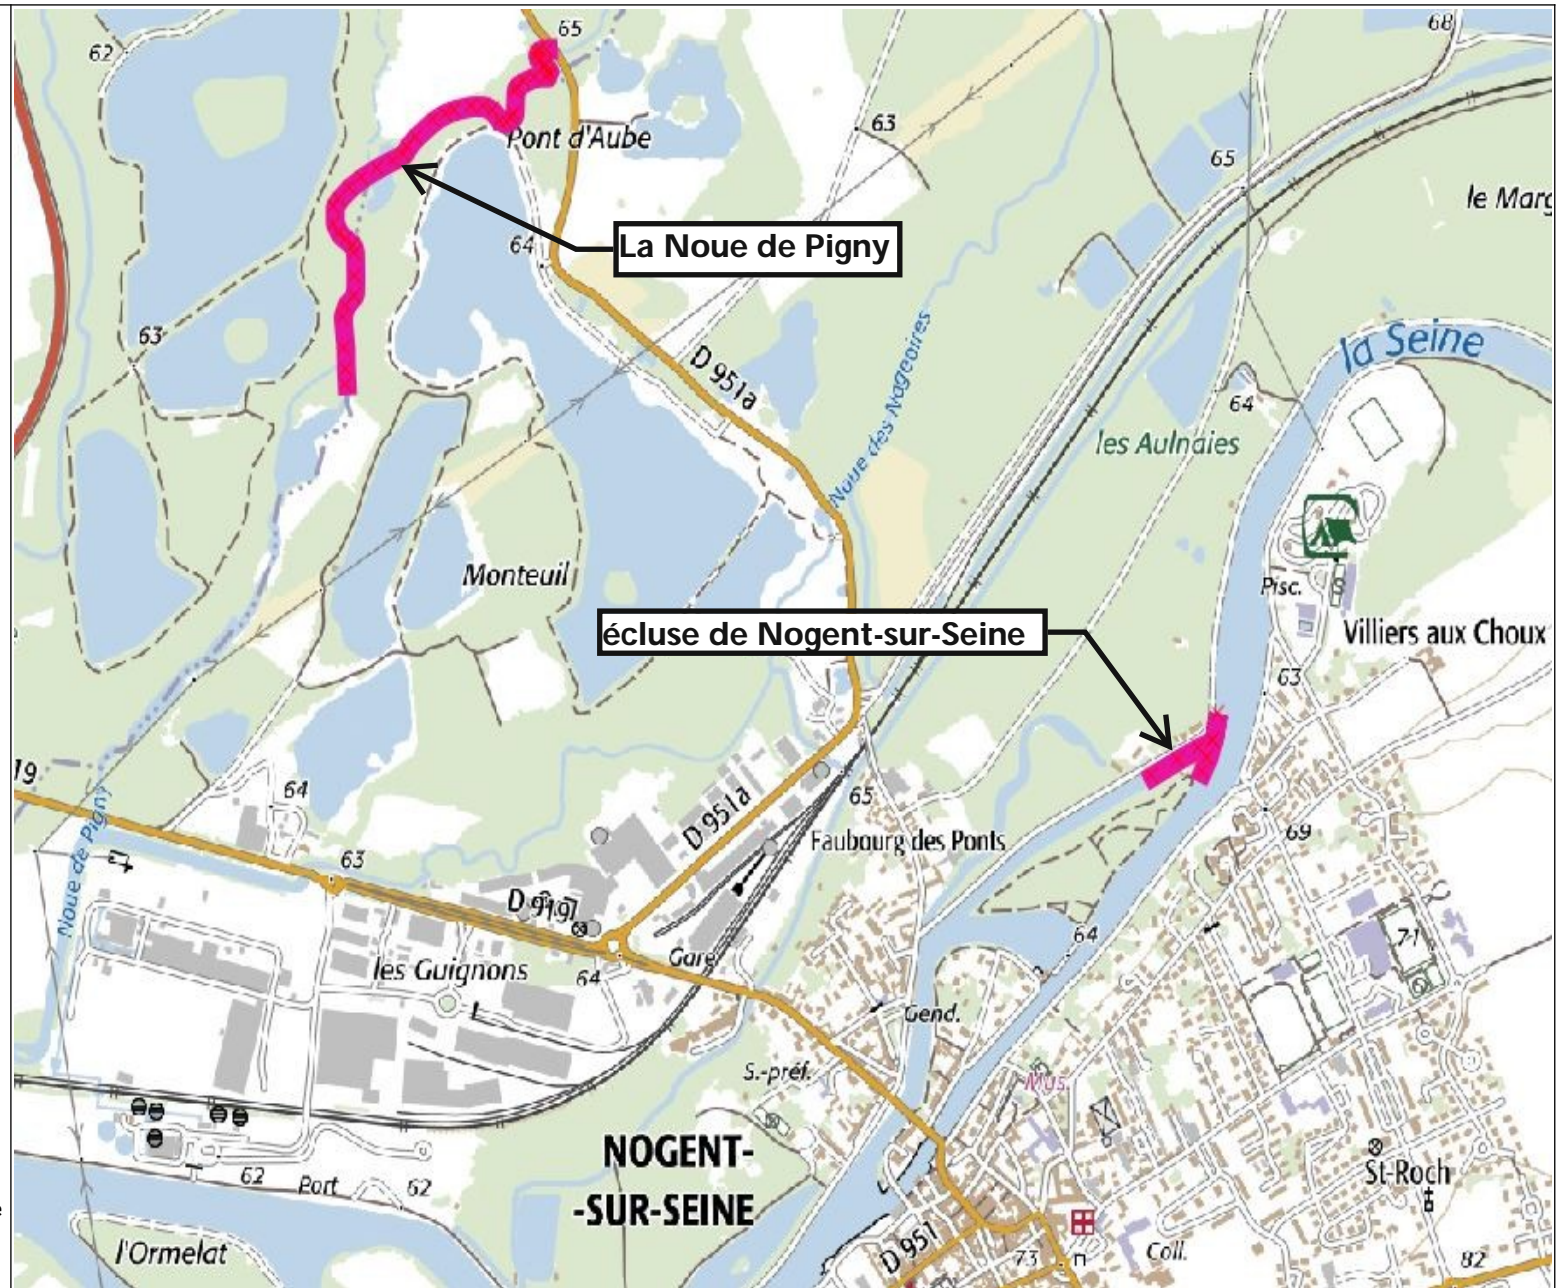 65
68
62
Pont d'Aube
63
65
le Marg
La Noue de Pigny
64
63
la Seine
D 951a
Noue des Nageoires
64
les Aulnaies
Monteuil
Pisc.
écluse de Nogent-sur-Seine
Villiers aux Choux
63
19
64
65
D 951a
Faubourg des Ponts
69
Noue de Pigny
63
D 919
64
71
les Guignons
64
Gare
Gend.
S.-préf.
Mus.
NOGENT-
-SUR-SEINE
St-Roch
62
Port
62
l'Ormelat
D 951
73
Coll.
82